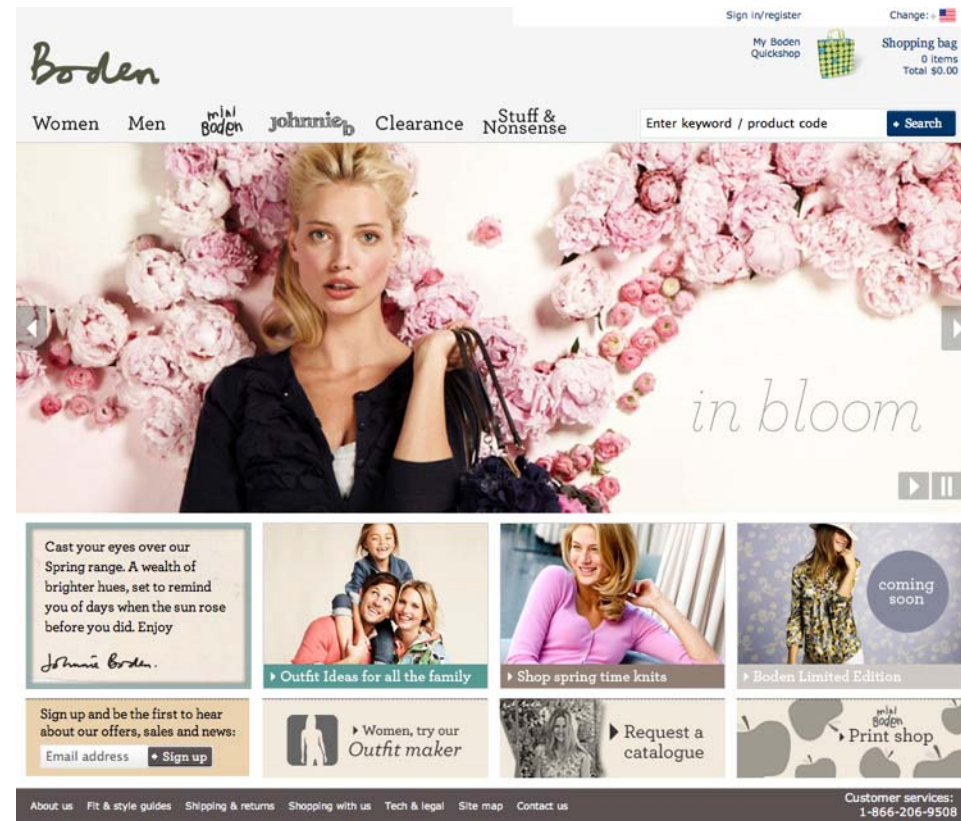 Sign in/register
Change:
My Boden
Quickshop
Shopping bag
0 items
Total $0.00
Boden
Women
Men
mini
Boden
johnnie b
Clearance
Stuff &
Nonsense
Enter keyword / product code
Search
in bloom
Cast your eyes over our
Spring range. A wealth of
brighter hues, set to remind
you of days when the sun rose
before you did. Enjoy
Johnnie Boden.
Outfit Ideas for all the family
Shop spring time knits
coming
soon
Boden Limited Edition
Sign up and be the first to hear
about our offers, sales and news:
Email address
Sign up
Women, try our
Outfit maker
Request a
catalogue
mini
Boden
Print shop
About us Fit & style guides Shipping & returns Shopping with us Tech & legal Site map Contact us
Customer services:
1-866-206-9508